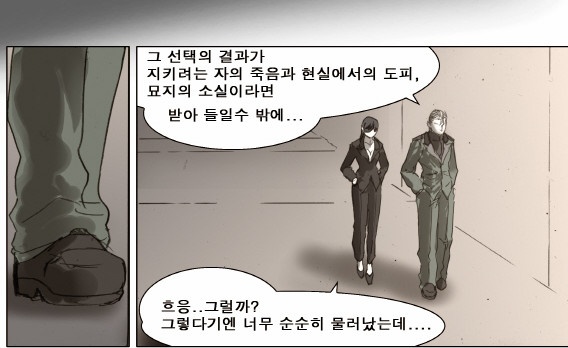 그 선택의 결과가
지키려는 자의 죽음과 현실에서의 도피,
묘지의 소실이라면
받아 들일수 밖에...
흐응..그럴까?
그렇다기엔 너무 순순히 물러났는데....